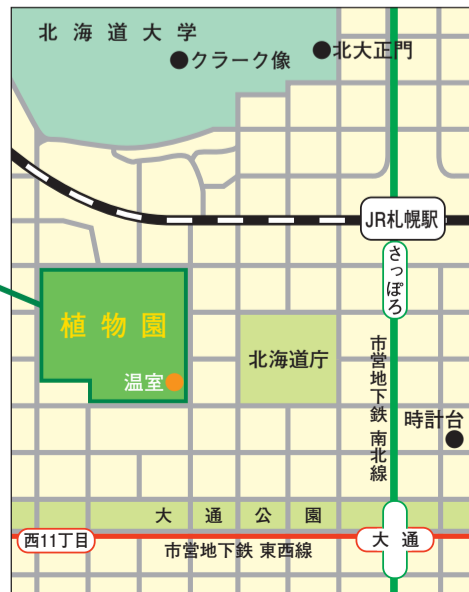 北海道大学
クラーク像
北大正門
JR札幌駅
さっぽろ
植物園
温室
北海道庁
市営地下鉄 南北線
時計台
大通公園
西11丁目
市営地下鉄 東西線
大通